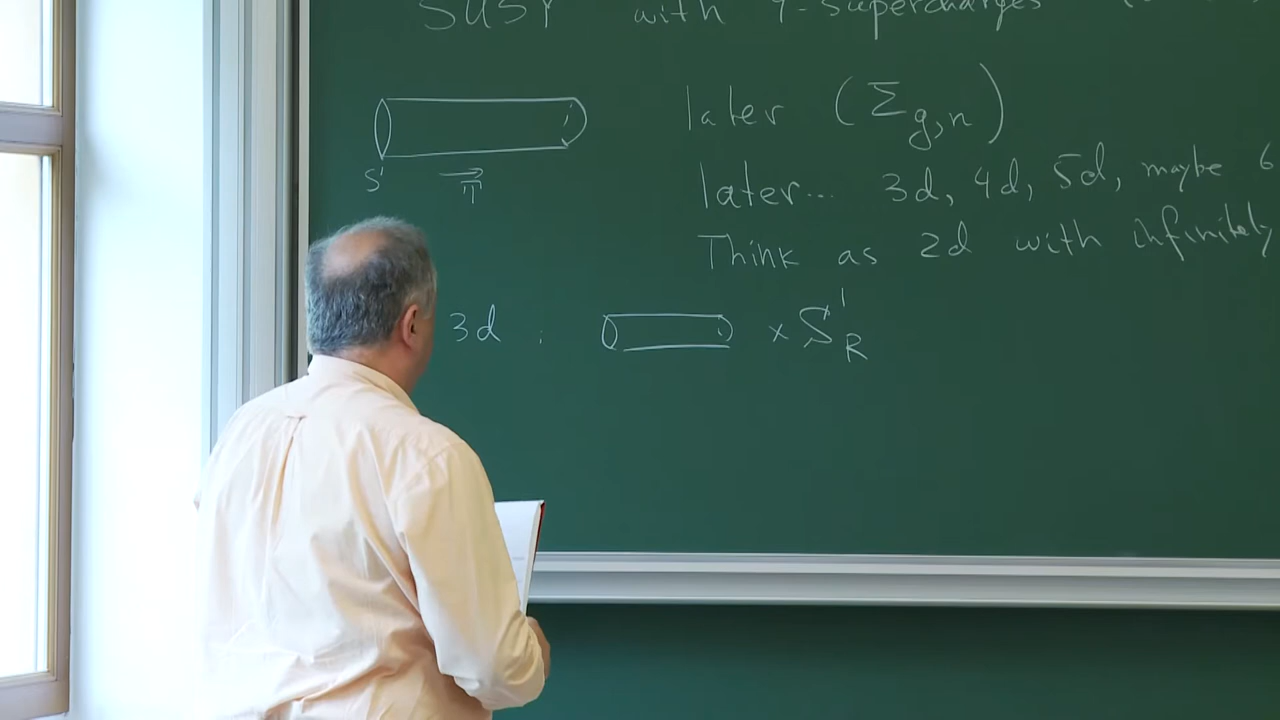 SUSY with 4-supercharges
S¹
later (Σ_{g,n})
later... 3d, 4d, 5d, maybe 6
Think as 2d with infinitely
3d : × S¹_R